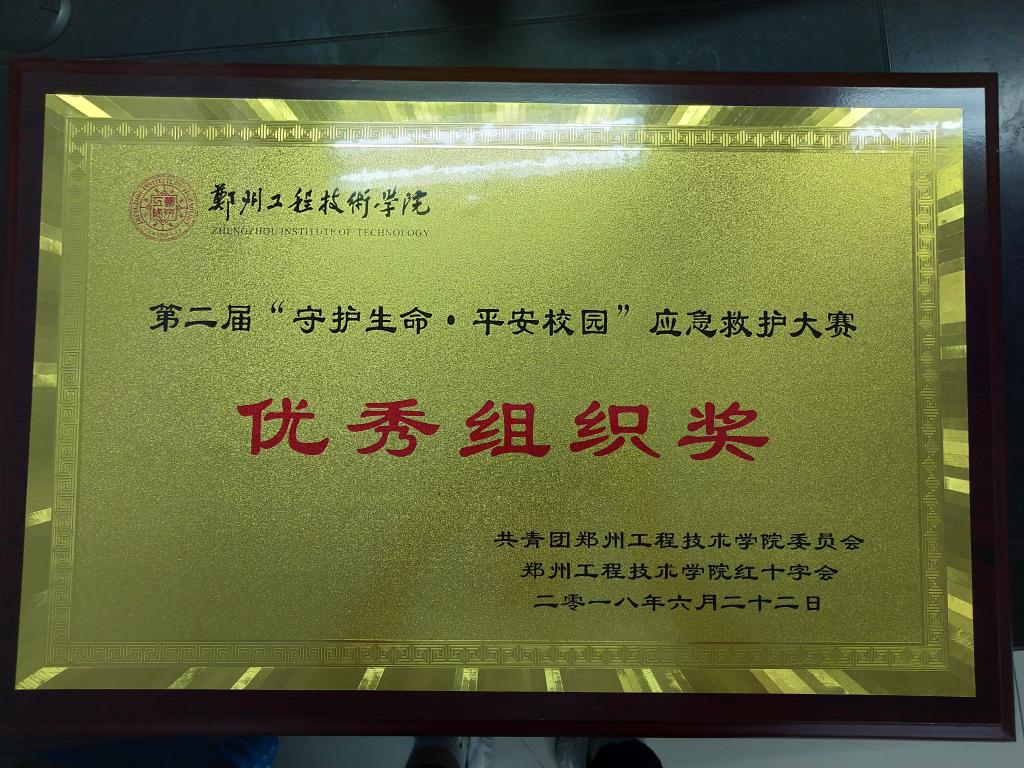 鄭州工程技術学院
ZHENGZHOU INSTITUTE OF TECHNOLOGY
第二届“守护生命·平安校园”应急救护大赛
优秀组织奖
共青团郑州工程技术学院委员会
郑州工程技术学院红十字会
二零一八年六月二十二日